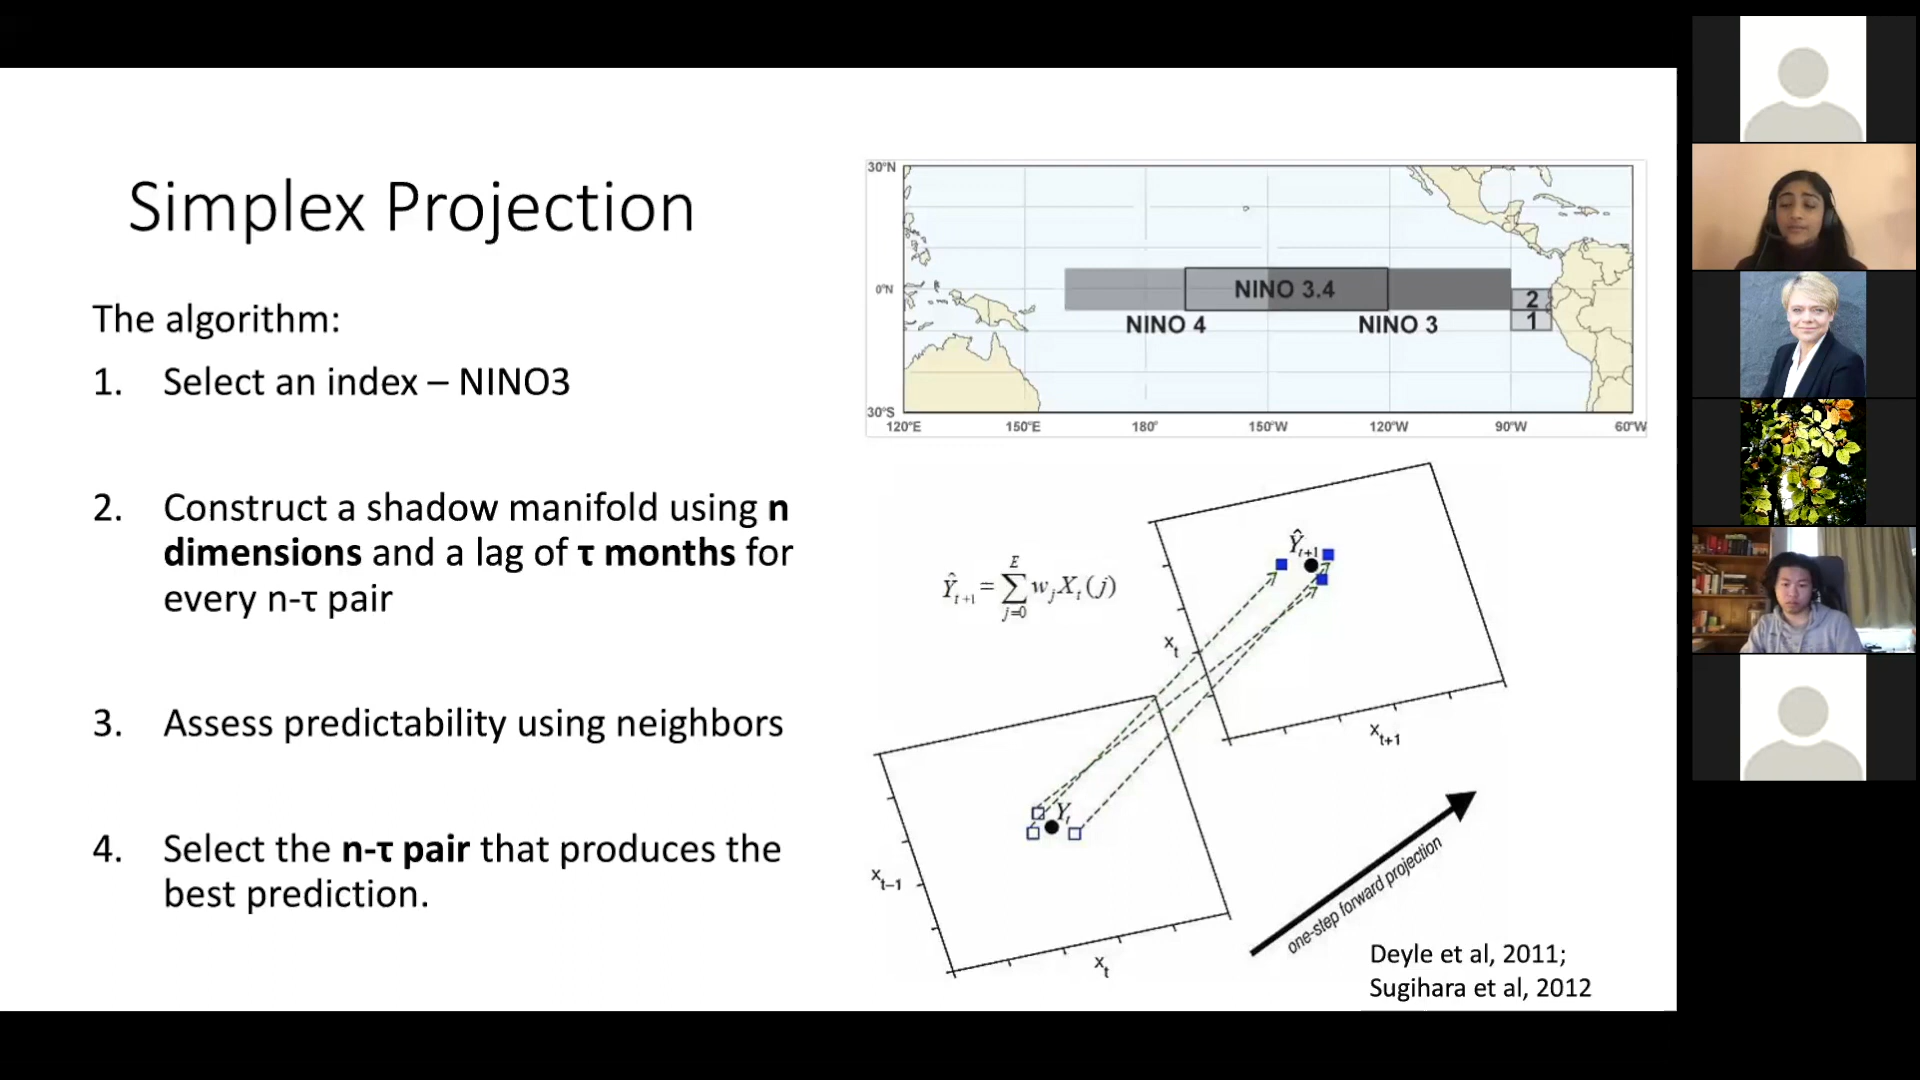 Simplex Projection
The algorithm:
1. Select an index – NINO3
2. Construct a shadow manifold using n
dimensions and a lag of τ months for
every n-τ pair
3. Assess predictability using neighbors
4. Select the n-τ pair that produces the
best prediction.
30°N
0°N
30°S
120°E 150°E 180° 150°W 120°W 90°W 60°W
NINO 3.4
NINO 4
NINO 3
2
1
Ŷt+1 = ∑ E j=0 wjXt(j)
Ŷt+1
xt
xt+1
Yt
xt–1
xt
one-step forward projection
Deyle et al, 2011;
Sugihara et al, 2012